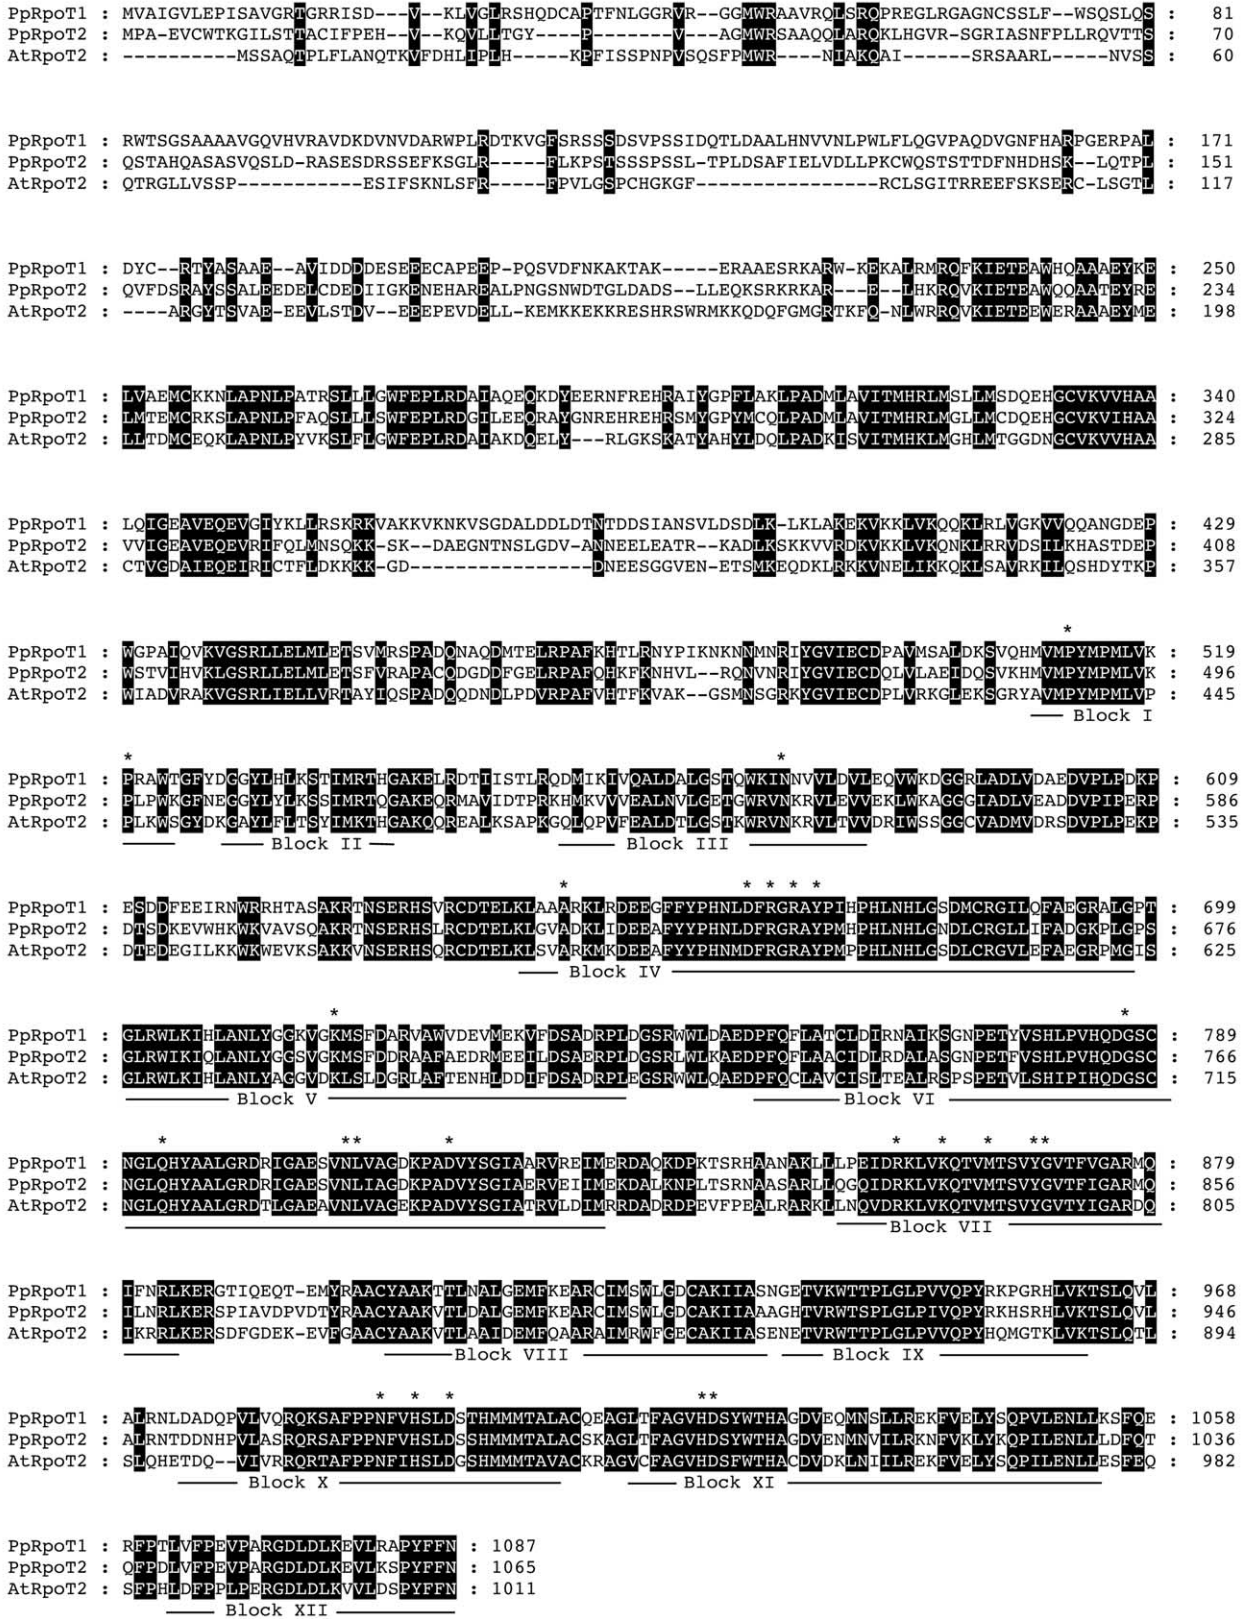 PpRpoT1 : MVAIGVLEPISAVGRTGRRISD---V--KLVGLRSHQDCAPTFNLGGRVR--GGMWRAAVRQLSRQPREGLRGAGNCSSLF--WSQSLQS : 81
PpRpoT2 : MPA-EVCWTKGILSTTACIFPEH--V--KQVLLTGY----P-------V---AGMWRSAAQQLARQKLHGVR-SGRIASNFPLLRQVTTS : 70
AtRpoT2 : ----------MSSAQTPLFLANQTKVFDHLIPLH-----KPFISSPNPVSQSFPMWR----NIAKQAI------SRSAARL-----NVSS : 60
PpRpoT1 : RWTSGSAAAAVGQVHVRAVDKDVNVDARWPLRDTKVGFSRSSSDSVPSSIDQTLDAALHNVVNLPWLFLQGVPAQDVGNFHARPGERPAL : 171
PpRpoT2 : QSTAHQASASVQSLD-RASESDRSSEFKSGLR-----FLKPSTSSSPSSL-TPLDSAFIELVDLLPKCWQSTSTTDFNHDHSK--LQTPL : 151
AtRpoT2 : QTRGLLVSSP-----------ESIFSKNLSFR-----FPVLGSPCHGKGF----------------RCLSGITRREEFSKSERC-LSGTL : 117
PpRpoT1 : DYC--RTYASAAE--AVIDDDDESEEECAPEEP-PQSVDFNKAKTAK-----ERAAESRKARW-KEKALRMRQFKIETEAWHQAAAEYKE : 250
PpRpoT2 : QVFDSRAYSSALEEDELCDEDIIGKENEHAREALPNGSNWDTGLDADS--LLEQKSRKRKAR--E--LHKRQVKIETEAWQQAATEYRE : 234
AtRpoT2 : ----ARGYTSVAE-EEVLSTDV--EEEPEVDELL-KEMKKEKKRESHRSWRMKKQDQFGMGRTKFQ-NLWRRQVKIETEEWERAAAEYME : 198
PpRpoT1 : LVAEMCKKNLAPNLPATRSLLLGWFEPLRDAIAQEQKDYEERNFREHRAIYGPFLAKLPADMLAVITMHRLMSLLMSDQEHGCVKVVHAA : 340
PpRpoT2 : LMTEMCRKSLAPNLPFAQSLLLSWFEPLRDGILEEQRAYGNREHREHRSMYGPYMCQLPADMLAVITMHRLMGLLMCDQEHGCVKVIHAA : 324
AtRpoT2 : LLTDMCEQKLAPNLPYVKSLFLGWFEPLRDAIAKDQELY---RLGKSKATYAHYLDQLPADKISVITMHKLMGHLMTGGDNGCVKVVHAA : 285
PpRpoT1 : LQIGEAVEQEVGIYKLLRSKRKVAKKVKNKVSGDALDDLDTNTDDSIANSVLDSDLK-LKLAKEKVKKLVKQQKLRLVGKVVQQANGDEP : 429
PpRpoT2 : VVIGEAVEQEVRIFQLMNSQKK-SK--DAEGNTNSLGDV-ANNEELEATR--KADLKSKKVVRDKVKKLVKQNKLRRVDSILKHASTDEP : 408
AtRpoT2 : CTVGDAIEQEIRICTFLDKKKK-GD----------------DNEESGGVEN-ETSMKEQDKLRKKVNELIKKQKLSAVRKILQSHDYTKP : 357
*
PpRpoT1 : WGPAIQVKVGSRLLELMLETSVMRSPADQNAQDMTELRPAFKHTLRNYPIKNKNNMNRIYGVIECDPAVMSALDKSVQHMVMPYMPMLVK : 519
PpRpoT2 : WSTVIHVKLGSRLLELMLETSFVRAPACQDGDDFGELRPAFQHKFKNHVL--RQNVNRIYGVIECDQLVLAEIDQSVKHMVMPYMPMLVK : 496
AtRpoT2 : WIADVRAKVGSRLIELLVRTAYIQSPADQQDNDLPDVRPAFVHTFKVAK--GSMNSGRKYGVIECDPLVRKGLEKSGRYAVMPYMPMLVP : 445
Block I
* *
PpRpoT1 : PRAWTGFYDGGYLHLKSTIMRTHGAKELRDTIISTLRQDMIKIVQALDALGSTQWKINNVVLDVLEQVWKDGGRLADLVDAEDVPLPDKP : 609
PpRpoT2 : PLPWKGFNEGGYLYLKSSIMRTQGAKEQRMAVIDTPRKHMKVVVEALNVLGETGWRVNKRVLEVVEKLWKAGGGIADLVEADDVPIPERP : 586
AtRpoT2 : PLKWSGYDKGAYLFLTSYIMKTHGAKQQREALKSAPKGQLQPVFEALDTLGSTKWRVNKRVLTVVDRIWSSGGCVADMVDRSDVPLPEKP : 535
Block II Block III
* * * * *
PpRpoT1 : ESDDFEEIRNWRRHTASAKRTNSERHSVRCDTELKLAAARKLRDEEGFFYPHNLDFRGRAYPIHPHLNHLGSDMCRGILQFAEGRALGPT : 699
PpRpoT2 : DTSDKEVWHKWKVAVSQAKRTNSERHSLRCDTELKLGVADKLIDEEAFYYPHNLDFRGRAYPMHPHLNHLGNDLCRGLLIFADGKPLGPS : 676
AtRpoT2 : DTEDEGILKKWKWEVKSAKKVNSERHSQRCDTELKLSVARKMKDEEAFYYPHNMDFRGRAYPMPPHLNHLGSDLCRGVLEFAEGRPMGIS : 625
Block IV
* *
PpRpoT1 : GLRWLKIHLANLYGGKVGKMSFDARVAWVDEVMEKVFDSADRPLDGSRWWLDAEDPFQFLATCLDIRNAIKSGNPETYVSHLPVHQDGSC : 789
PpRpoT2 : GLRWIKIQLANLYGGSVGKMSFDDRAAFAEDRMEEILDSAERPLDGSRLWLKAEDPFQFLAACIDLRDALASGNPETFVSHLPVHQDGSC : 766
AtRpoT2 : GLRWLKIHLANLYAGGVDKLSLDGRLAFTENHLDDIFDSADRPLEGSRWWLQAEDPFQCLAVCISLTEALRSPSPETVLSHIPIHQDGSC : 715
Block V Block VI
* ** * * * * **
PpRpoT1 : NGLQHYAALGRDRIGAESVNLVAGDKPADVYSGIAARVREIMERDAQKDPKTSRHAANAKLLLPEIDRKLVKQTVMTSVYGVTFVGARMQ : 879
PpRpoT2 : NGLQHYAALGRDRIGAESVNLIAGDKPADVYSGIAERVEIIMEKDALKNPLTSRNAASARLLQGQIDRKLVKQTVMTSVYGVTFIGARMQ : 856
AtRpoT2 : NGLQHYAALGRDTLGAEAVNLVAGEKPADVYSGIATRVLDIMRRDADRDPEVFPEALRARKLLNQVDRKLVKQTVMTSVYGVTYIGARDQ : 805
Block VII
PpRpoT1 : IFNRLKERGTIQEQT-EMYRAACYAAKTTLNALGEMFKEARCIMSWLGDCAKIIASNGETVKWTTPLGLPVVQPYRKPGRHLVKTSLQVL : 968
PpRpoT2 : ILNRLKERSPIAVDPVDTYRAACYAAKVTLDALGEMFKEARCIMSWLGDCAKIIAAAGHTVRWTSPLGLPIVQPYRKHSRHLVKTSLQVL : 946
AtRpoT2 : IKRRLKERSDFGDEK-EVFGAACYAAKVTLAAIDEMFQAARAIMRWFGECAKIIASENETVRWTTPLGLPVVQPYHQMGTKLVKTSLQTL : 894
Block VIII Block IX
* * * **
PpRpoT1 : ALRNLDADQPVLVQRQKSAFPPNFVHSLDSTHMMMTALACQEAGLTFAGVHDSYWTHAGDVEQMNSLLREKFVELYSQPVLENLLKSFQE : 1058
PpRpoT2 : ALRNTDDNHPVLASRQRSAFPPNFVHSLDSSHMMMTALACSKAGLTFAGVHDSYWTHAGDVENMNVILRKNFVKLYKQPILENLLLDFQT : 1036
AtRpoT2 : SLQHETDQ--VIVRRQRTAFPPNFIHSLDGSHMMMTAVACKRAGVCFAGVHDSFWTHACDVDKLNIILREKFVELYSQPILENLLESFEQ : 982
Block X Block XI
PpRpoT1 : RFPTLVFPEVPARGDLDLKEVLRAPYFFN : 1087
PpRpoT2 : QFPDLVFPEVPARGDLDLKEVLKSPYFFN : 1065
AtRpoT2 : SFPHLDFPPLPERGDLDLKVVLDSPYFFN : 1011
Block XII